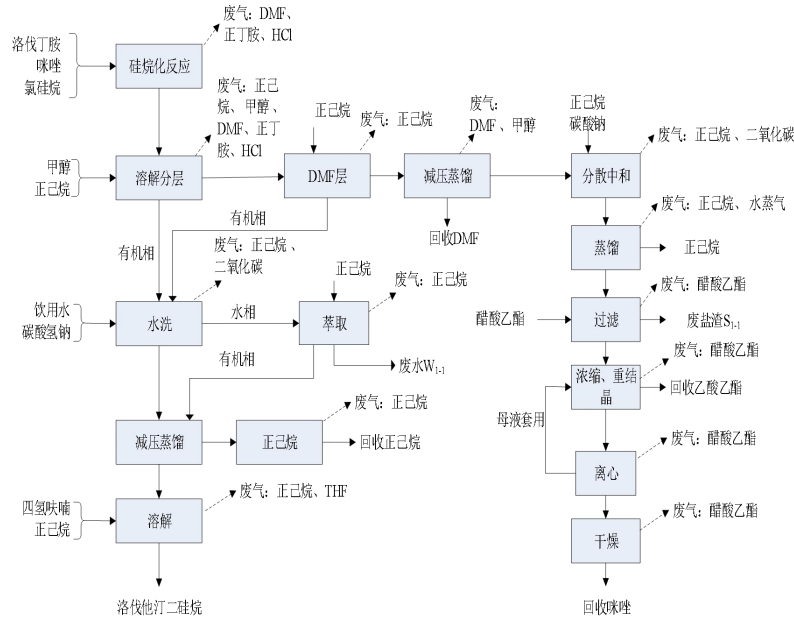 洛伐丁胺
咪唑
氯硅烷
硅烷化反应
废气：DMF、
正丁胺、HCl
甲醇
正己烷
溶解分层
废气：正己
烷、甲醇、
DMF、正丁
胺、HCl
正己烷
DMF层
废气：正己烷
减压蒸馏
废气：
DMF、甲醇
回收DMF
正己烷
碳酸钠
分散中和
废气：正己烷、二氧化碳
有机相
有机相
废气：正己烷、
二氧化碳
蒸馏
废气：正己烷、水蒸气
正己烷
饮用水
碳酸氢钠
水洗
水相
正己烷
萃取
废气：正己烷
废水W1-1
有机相
醋酸乙酯
过滤
废气：醋酸乙酯
废盐渣S1-1
浓缩、重结
晶
废气：醋酸乙酯
回收乙酸乙酯
母液套用
减压蒸馏
正己烷
废气：正己烷
回收正己烷
离心
废气：醋酸乙酯
四氢呋喃
正己烷
溶解
废气：正己烷、THF
干燥
废气：醋酸乙酯
洛伐他汀二硅烷
回收咪唑